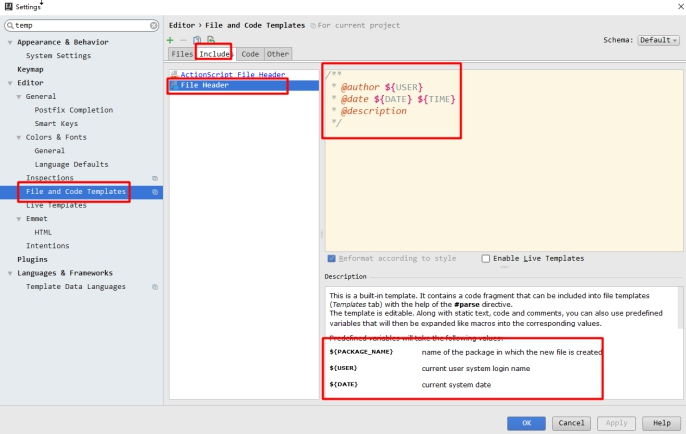 Settings
temp
Appearance & Behavior
System Settings
Keymap
Editor
General
Postfix Completion
Smart Keys
Colors & Fonts
General
Language Defaults
Inspections
File and Code Templates
Live Templates
Emmet
HTML
Intentions
Plugins
Languages & Frameworks
Template Data Languages
Editor > File and Code Templates For current project
Schema: Default
Files Includes Code Other
ActionScript File Header
File Header
/**
* @author ${USER}
* @date ${DATE} ${TIME}
* @description
*/
Reformat according to style Enable Live Templates
Description
This is a built-in template. It contains a code fragment that can be included into file templates
(Templates tab) with the help of the #parse directive.
The template is editable. Along with static text, code and comments, you can also use predefined
variables that will then be expanded like macros into the corresponding values.
Predefined variables will take the following values:
${PACKAGE_NAME} name of the package in which the new file is created
${USER} current user system login name
${DATE} current system date
OK Cancel Apply Help